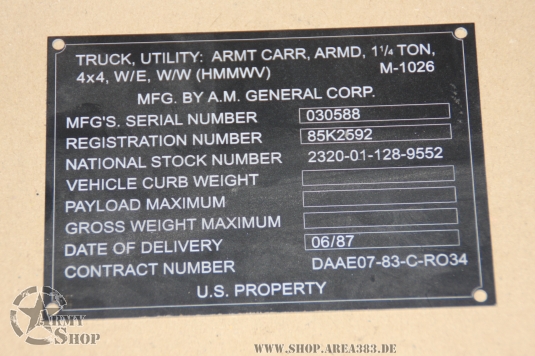 TRUCK, UTILITY: ARMT CARR, ARMD, 1¼ TON,
4x4, W/E, W/W (HMMWV) M-1026
MFG. BY A.M. GENERAL CORP.
MFG'S. SERIAL NUMBER 030588
REGISTRATION NUMBER 85K2592
NATIONAL STOCK NUMBER 2320-01-128-9552
VEHICLE CURB WEIGHT
PAYLOAD MAXIMUM
GROSS WEIGHT MAXIMUM
DATE OF DELIVERY 06/87
CONTRACT NUMBER DAAE07-83-C-RO34
U.S. PROPERTY
ARMY
SHOP
WWW.SHOP.AREA383.DE